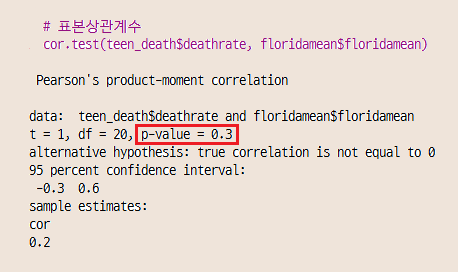 # 표본상관계수
cor.test(teen_death$deathrate, floridamean$floridamean)
Pearson's product-moment correlation
data:  teen_death$deathrate and floridamean$floridamean
t = 1, df = 20, p-value = 0.3
alternative hypothesis: true correlation is not equal to 0
95 percent confidence interval:
-0.3  0.6
sample estimates:
cor
0.2